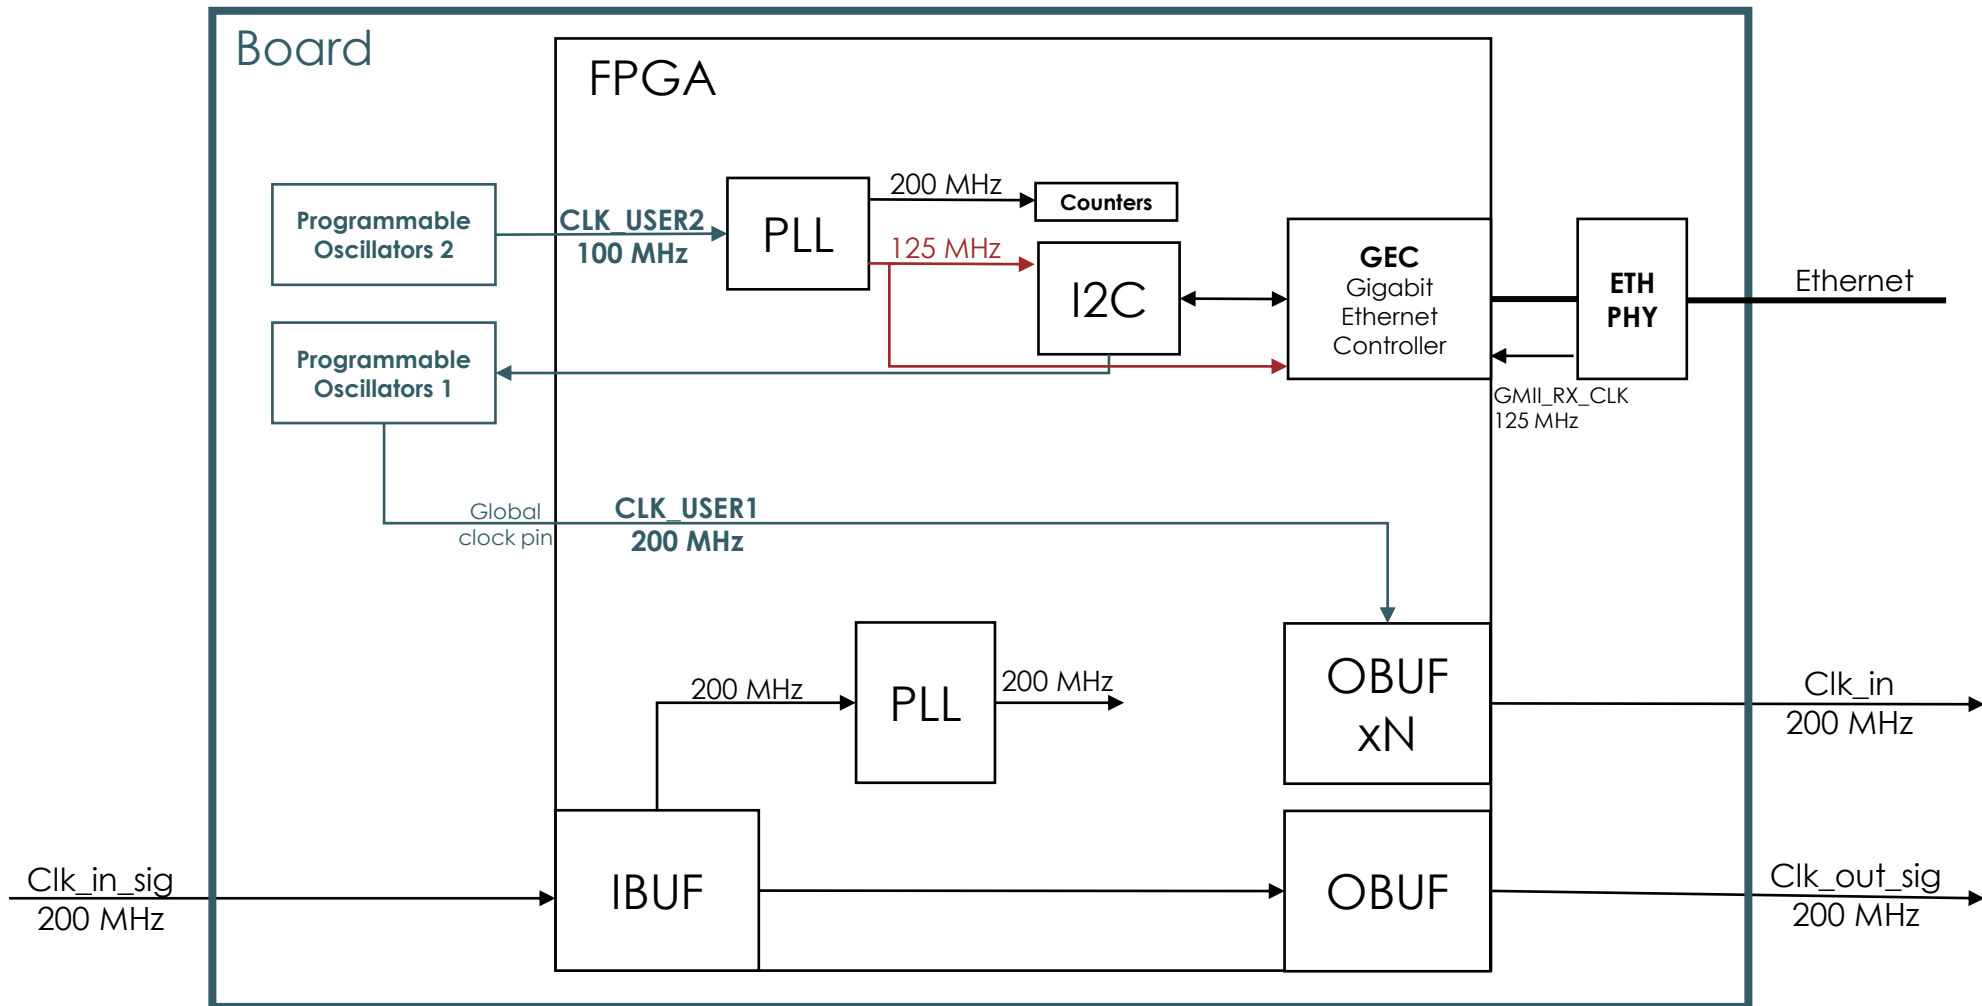 Board
FPGA
Programmable
Oscillators 2
CLK_USER2
100 MHz
PLL
200 MHz
Counters
125 MHz
I2C
GEC
Gigabit
Ethernet
Controller
ETH
PHY
Ethernet
GMII_RX_CLK
125 MHz
Programmable
Oscillators 1
Global
clock pin
CLK_USER1
200 MHz
200 MHz
PLL
200 MHz
OBUF
xN
Clk_in
200 MHz
Clk_in_sig
200 MHz
IBUF
OBUF
Clk_out_sig
200 MHz